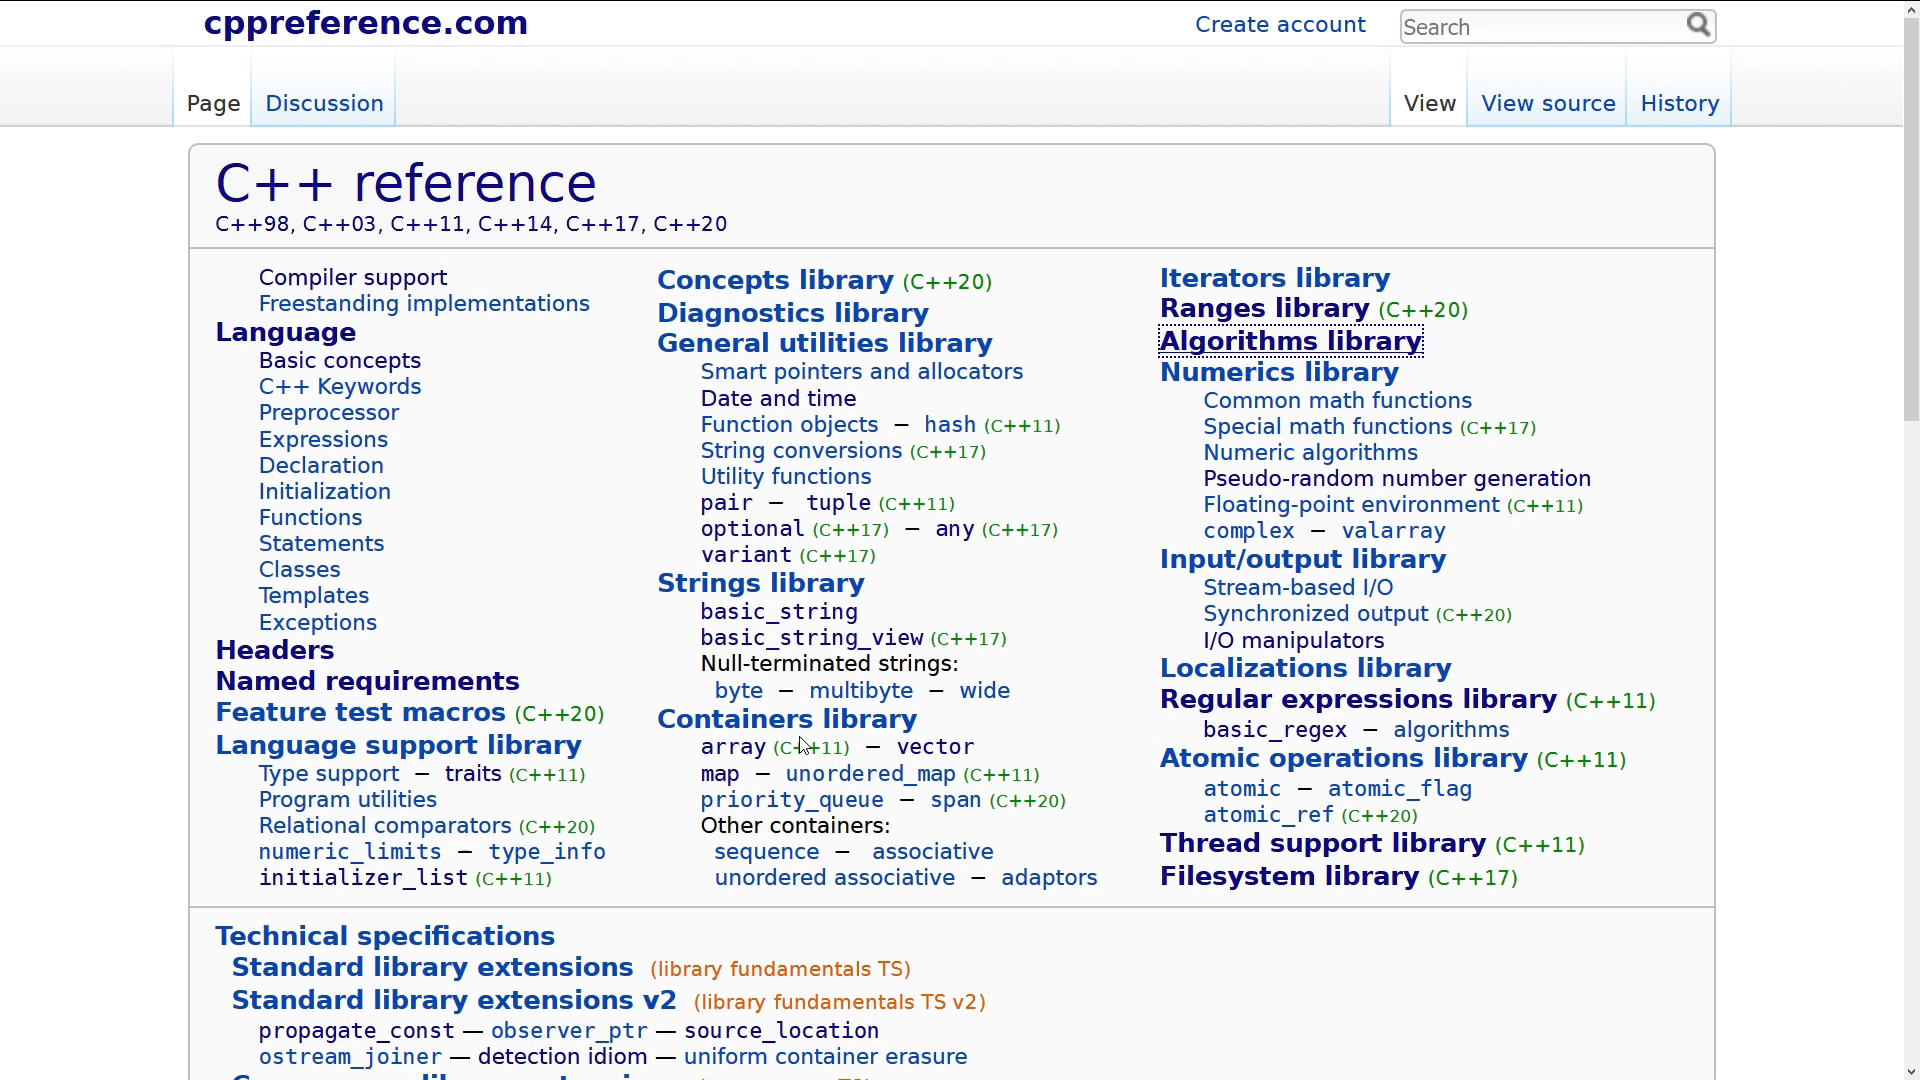 cppreference.com
Create account
Search
Page
Discussion
View
View source
History
C++ reference
C++98, C++03, C++11, C++14, C++17, C++20
Compiler support
Freestanding implementations
Language
Basic concepts
C++ Keywords
Preprocessor
Expressions
Declaration
Initialization
Functions
Statements
Classes
Templates
Exceptions
Headers
Named requirements
Feature test macros (C++20)
Language support library
Type support − traits (C++11)
Program utilities
Relational comparators (C++20)
numeric_limits − type_info
initializer_list (C++11)
Concepts library (C++20)
Diagnostics library
General utilities library
Smart pointers and allocators
Date and time
Function objects − hash (C++11)
String conversions (C++17)
Utility functions
pair − tuple (C++11)
optional (C++17) − any (C++17)
variant (C++17)
Strings library
basic_string
basic_string_view (C++17)
Null-terminated strings:
byte − multibyte − wide
Containers library
array (C++11) − vector
map − unordered_map (C++11)
priority_queue − span (C++20)
Other containers:
sequence − associative
unordered associative − adaptors
Iterators library
Ranges library (C++20)
Algorithms library
Numerics library
Common math functions
Special math functions (C++17)
Numeric algorithms
Pseudo-random number generation
Floating-point environment (C++11)
complex − valarray
Input/output library
Stream-based I/O
Synchronized output (C++20)
I/O manipulators
Localizations library
Regular expressions library (C++11)
basic_regex − algorithms
Atomic operations library (C++11)
atomic − atomic_flag
atomic_ref (C++20)
Thread support library (C++11)
Filesystem library (C++17)
Technical specifications
Standard library extensions (library fundamentals TS)
Standard library extensions v2 (library fundamentals TS v2)
propagate_const — observer_ptr — source_location
ostream_joiner — detection idiom — uniform container erasure